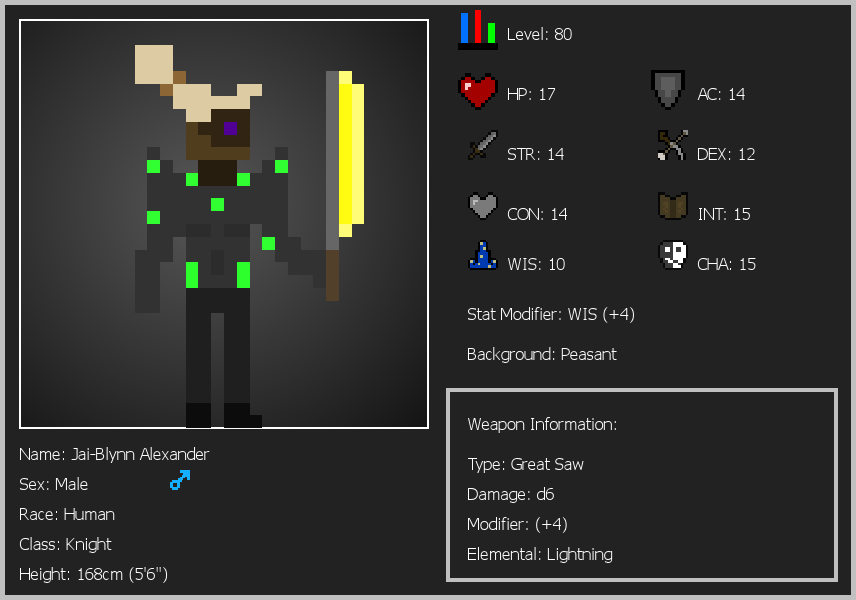 Level: 80
HP: 17
AC: 14
STR: 14
DEX: 12
CON: 14
INT: 15
WIS: 10
CHA: 15
Stat Modifier: WIS (+4)
Background: Peasant
Weapon Information:
Type: Great Saw
Damage: d6
Modifier: (+4)
Elemental: Lightning
Name: Jai-Blynn Alexander
Sex: Male
Race: Human
Class: Knight
Height: 168cm (5'6")